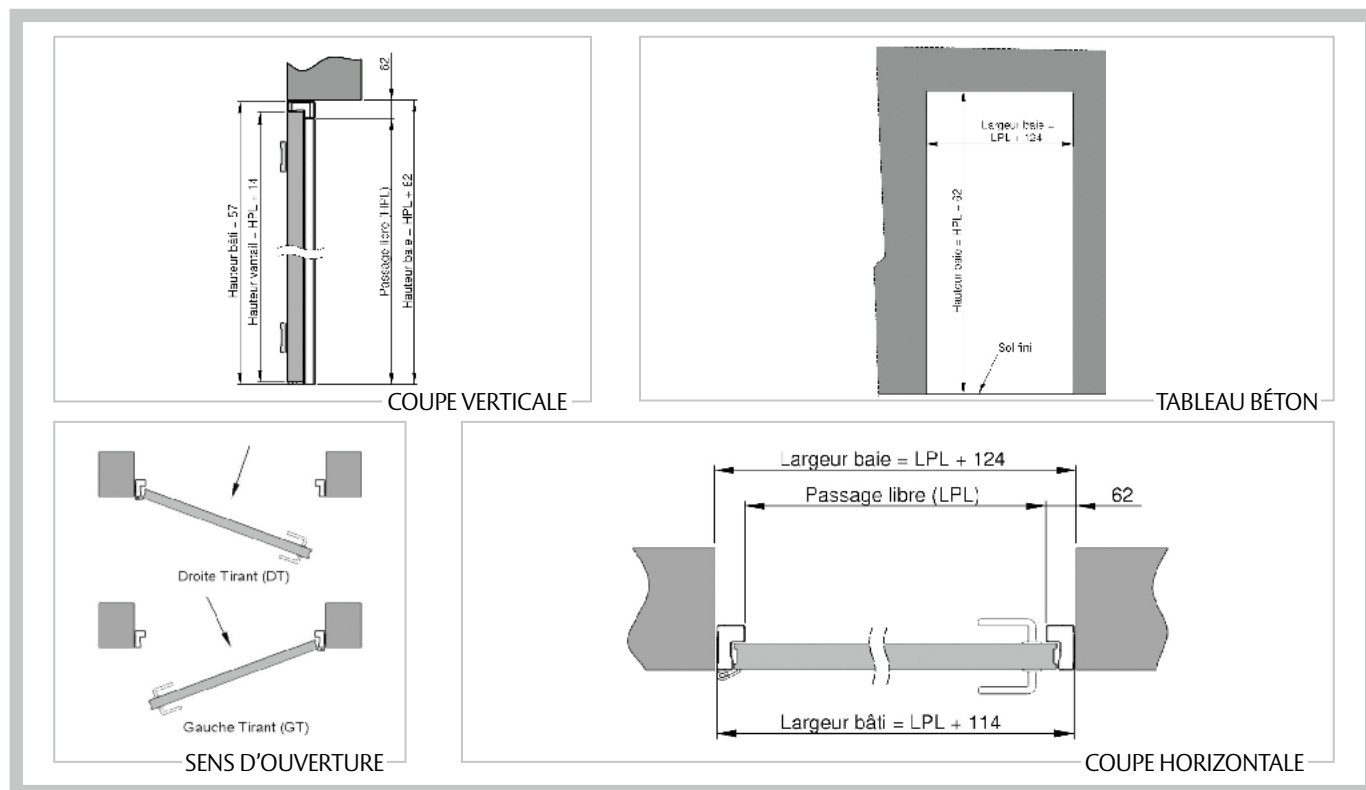 62
Hauteur bâti – 57
Hauteur vantail – HPL + 14
Passage libre (HPL)
Hauteur baie – HPL + 62
COUPE VERTICALE
Largeur baie =
LPL + 124
Hauteur baie = HPL – 62
Sol fini
TABLEAU BÉTON
Droite Tirant (DT)
Gauche Tirant (GT)
SENS D'OUVERTURE
Largeur baie = LPL + 124
Passage libre (LPL)
62
Largeur bâti = LPL + 114
COUPE HORIZONTALE